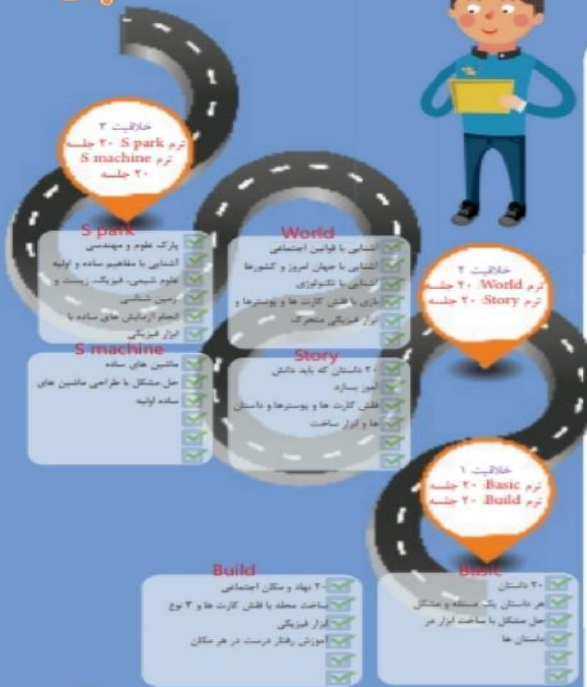 خلاقیت ۳
ترم S park ۲۰ جلسه
ترم S machine
۲۰ جلسه
S park
پارک علوم و مهندسی
آشنایی با مفاهیم ساده و اولیه
علوم شیمی، فیزیک، زیست و
زمین شناسی
انجام آزمایش های ساده با
ابزار فیزیکی
World
آشنایی با قوانین اجتماعی
آشنایی با جهان امروز و کشورها
آشنایی با تکنولوژی
بازی با فلش کارت ها و پوسترها و
ابزار فیزیکی متحرک
خلاقیت ۲
ترم World: ۲۰ جلسه
ترم Story: ۲۰ جلسه
S machine
ماشین های ساده
حل مشکل با طراحی ماشین های
ساده اولیه
Story
۲۰ داستان که باید دانش
آموز بسازد
فلش کارت ها و پوسترها و داستان
ها و ابزار ساخت
خلاقیت ۱
ترم Basic: ۲۰ جلسه
ترم Build: ۲۰ جلسه
Build
۲۰ نهاد و مکان اجتماعی
ساخت محله با فلش کارت ها و ۳ نوع
ابزار فیزیکی
آموزش رفتار درست در هر مکان
Basic
۲۰ داستان
هر داستان یک مسئله و مشکل
حل مشکل با ساخت ابزار در
داستان ها